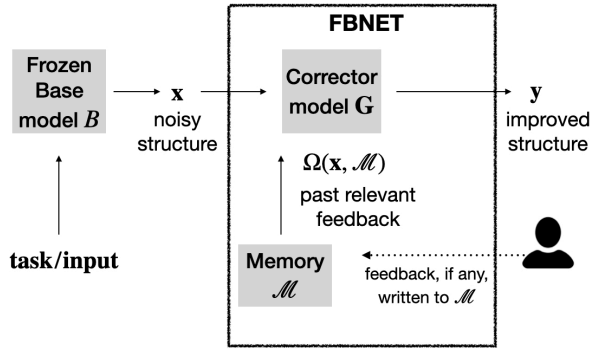 FBNET
Frozen
Base
model B
x
noisy
structure
Corrector
model G
y
improved
structure
Ω(x, ℳ)
past relevant
feedback
task/input
Memory
ℳ
feedback, if any,
written to ℳ